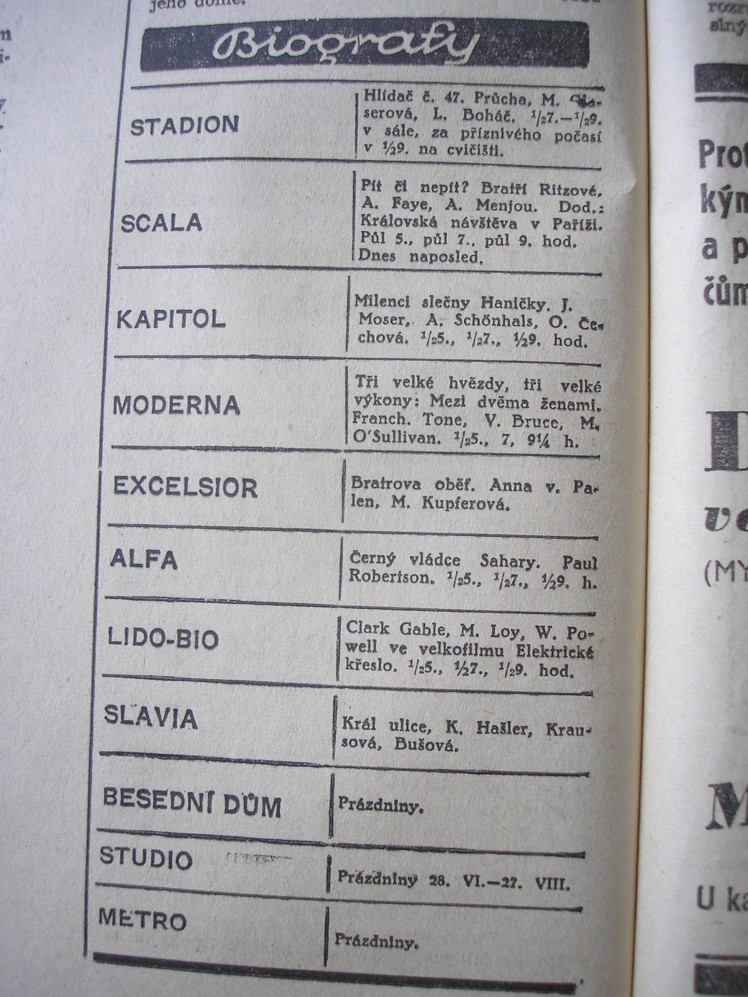 jeho domě.
Biografy
STADION
Hlídač č. 47. Průcha, M.
serová, L. Boháč. ½7.—½9.
v sále, za příznivého počasí
v ½9. na cvičišti.
SCALA
Pít či nepít? Bratří Ritzové,
A. Faye, A. Menjou. Dod.:
Královská návštěva v Paříži.
Půl 5., půl 7., půl 9. hod.
Dnes naposled.
KAPITOL
Milenci slečny Haničky. J.
Moser, A. Schönhals, O. Če-
chová. ½5., ½7., ½9. hod.
MODERNA
Tři velké hvězdy, tři velké
výkony: Mezi dvěma ženami.
Franch. Tone, V. Bruce, M.
O'Sullivan. ½5., 7, 9¼ h.
EXCELSIOR
Bratrova oběť. Anna v. Pa-
len, M. Kupferová.
ALFA
Černý vládce Sahary. Paul
Robertson. ½5., ½7., ½9. h.
LIDO-BIO
Clark Gable, M. Loy, W. Po-
well ve velkofilmu Elektrické
křeslo. ½5., ½7., ½9. hod.
SLAVIA
Král ulice, K. Hašler, Krau-
sová, Bušová.
BESEDNÍ DŮM
Prázdniny.
STUDIO
Prázdniny 28. VI.—27. VIII.
METRO
Prázdniny.
Prot
kým
a p
čům
ve
(MY
M
U ka